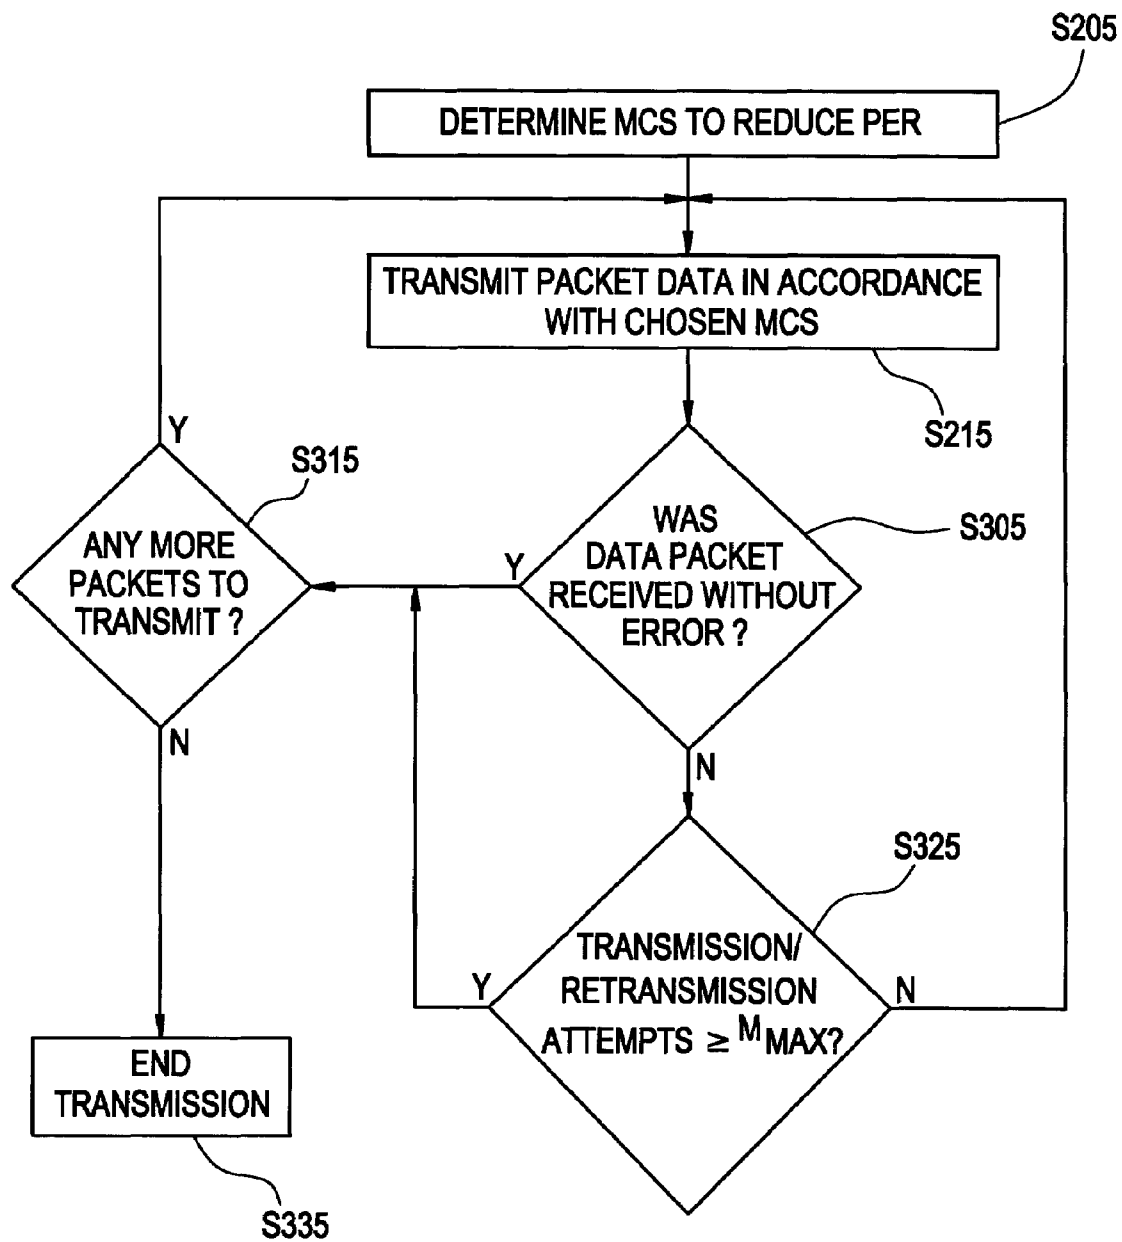 S205
DETERMINE MCS TO REDUCE PER
TRANSMIT PACKET DATA IN ACCORDANCE
WITH CHOSEN MCS
S215
Y
S315
ANY MORE
PACKETS TO
TRANSMIT ?
N
WAS
DATA PACKET
RECEIVED WITHOUT
ERROR ?
S305
Y
N
S325
TRANSMISSION/
RETRANSMISSION
ATTEMPTS ≥ M MAX?
Y
N
END
TRANSMISSION
S335